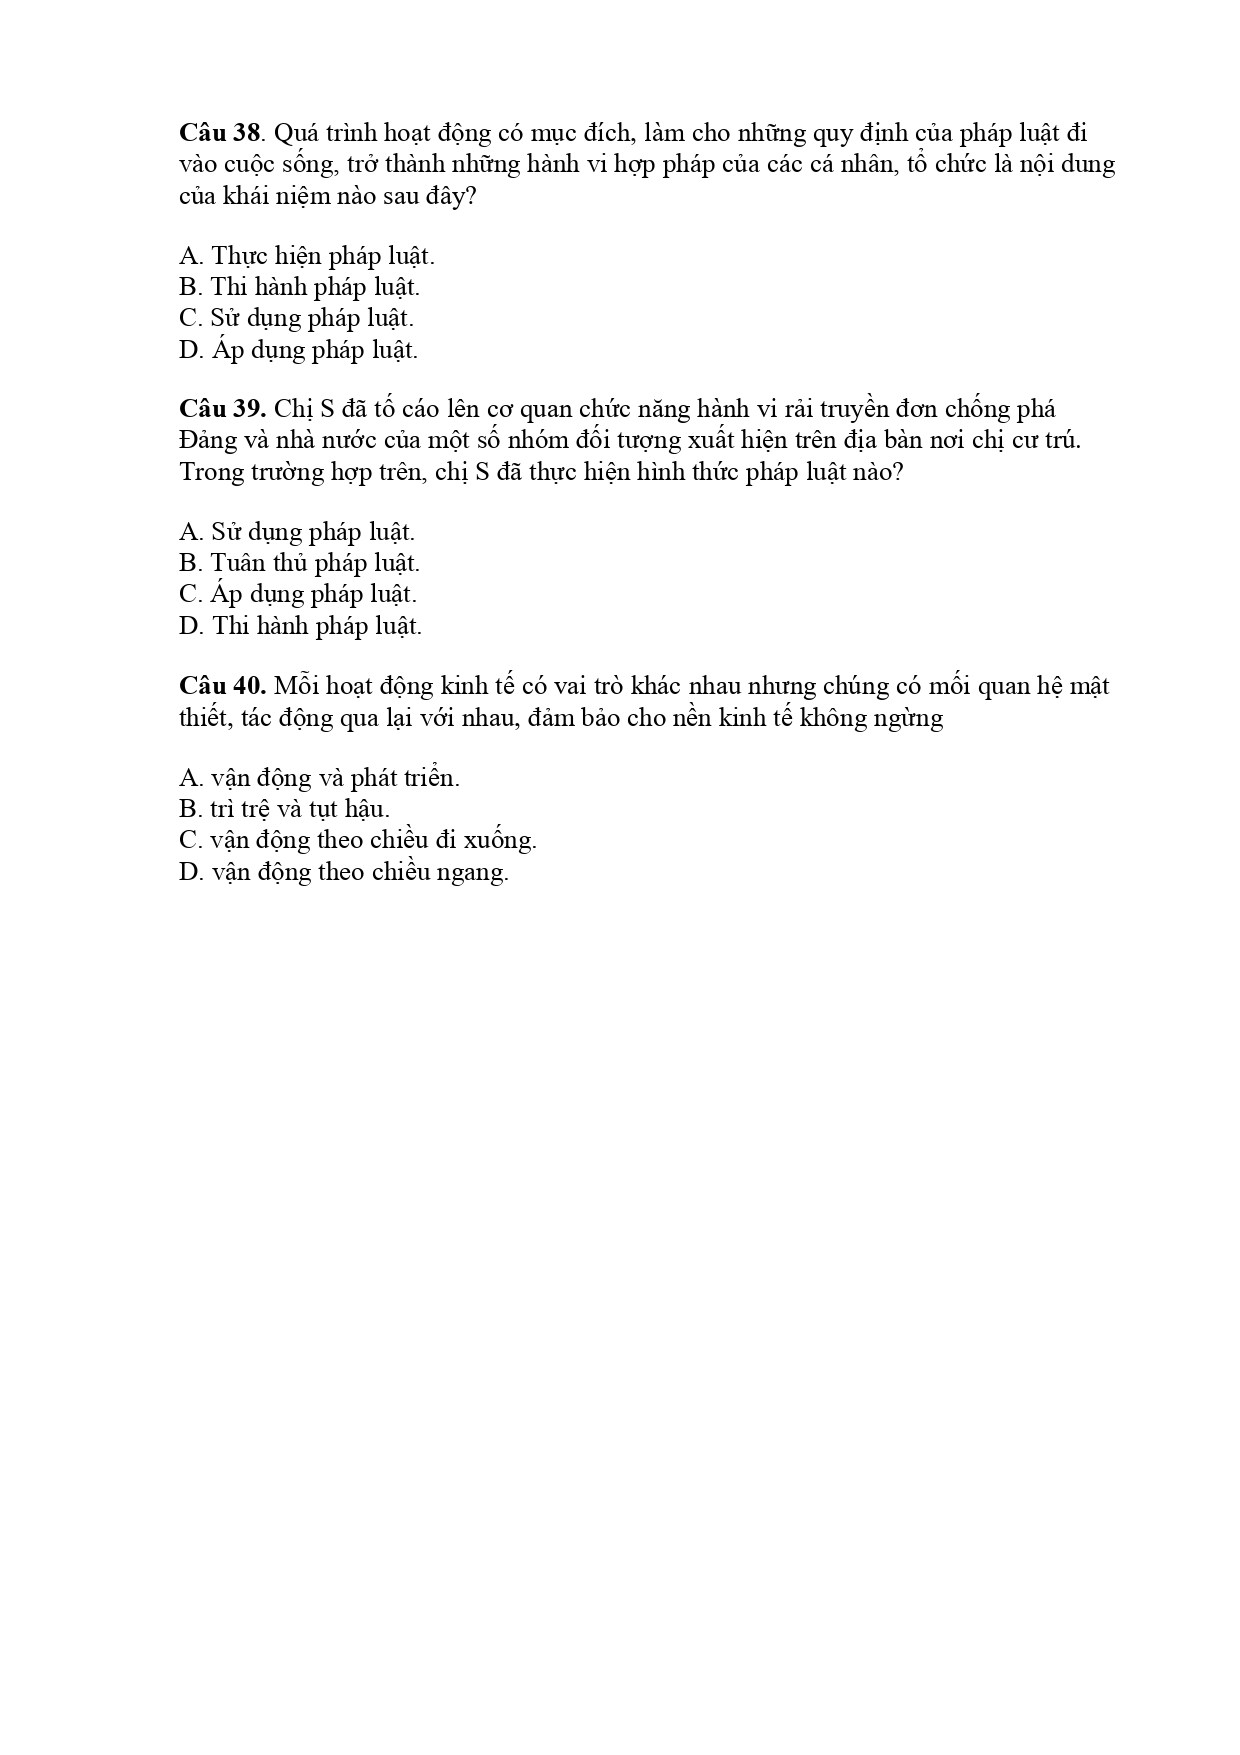 Câu 38. Quá trình hoạt động có mục đích, làm cho những quy định của pháp luật đi
vào cuộc sống, trở thành những hành vi hợp pháp của các cá nhân, tổ chức là nội dung
của khái niệm nào sau đây?
A. Thực hiện pháp luật.
B. Thi hành pháp luật.
C. Sử dụng pháp luật.
D. Áp dụng pháp luật.
Câu 39. Chị S đã tố cáo lên cơ quan chức năng hành vi rải truyền đơn chống phá
Đảng và nhà nước của một số nhóm đối tượng xuất hiện trên địa bàn nơi chị cư trú.
Trong trường hợp trên, chị S đã thực hiện hình thức pháp luật nào?
A. Sử dụng pháp luật.
B. Tuân thủ pháp luật.
C. Áp dụng pháp luật.
D. Thi hành pháp luật.
Câu 40. Mỗi hoạt động kinh tế có vai trò khác nhau nhưng chúng có mối quan hệ mật
thiết, tác động qua lại với nhau, đảm bảo cho nền kinh tế không ngừng
A. vận động và phát triển.
B. trì trệ và tụt hậu.
C. vận động theo chiều đi xuống.
D. vận động theo chiều ngang.